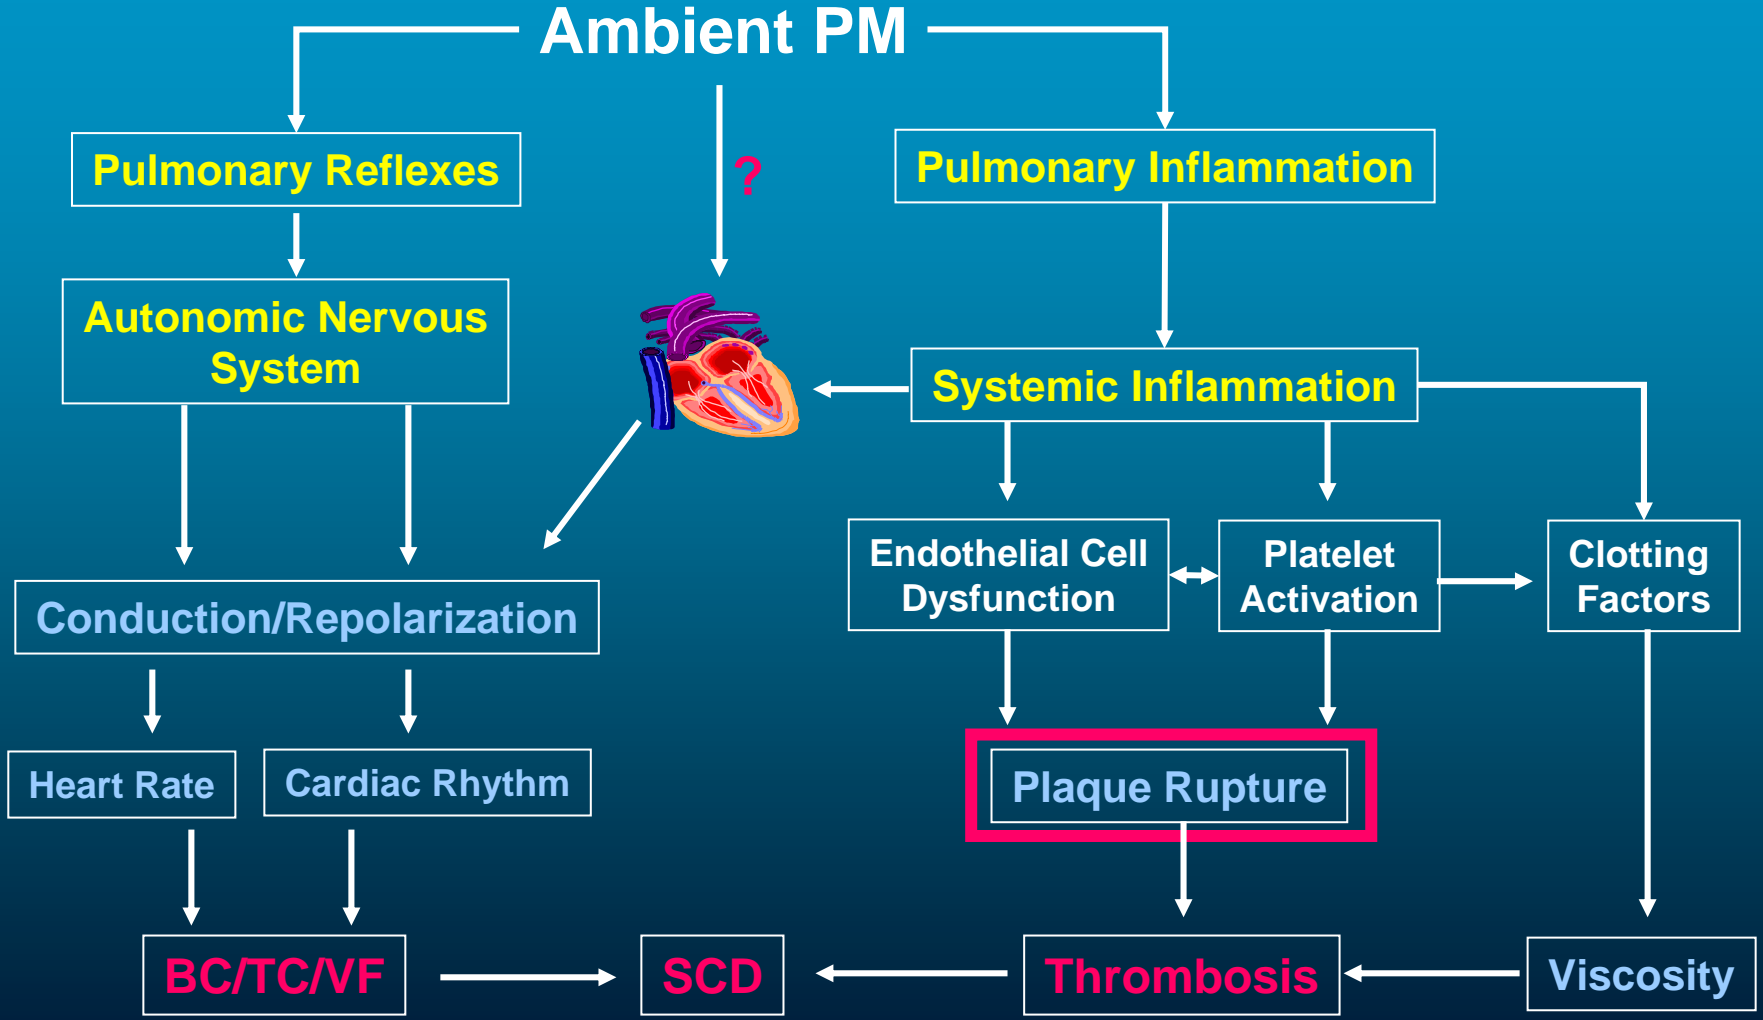 Ambient PM
Pulmonary Reflexes
?
Pulmonary Inflammation
Autonomic Nervous
System
Systemic Inflammation
Endothelial Cell
Dysfunction
Platelet
Activation
Clotting
Factors
Conduction/Repolarization
Heart Rate
Cardiac Rhythm
Plaque Rupture
BC/TC/VF
SCD
Thrombosis
Viscosity